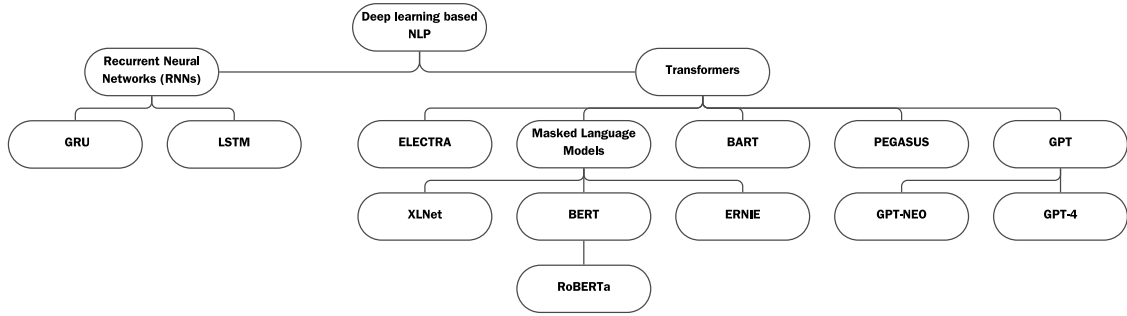 Deep learning based
NLP
Recurrent Neural
Networks (RNNs)
Transformers
GRU
LSTM
ELECTRA
Masked Language
Models
BART
PEGASUS
GPT
XLNet
BERT
ERNIE
GPT-NEO
GPT-4
RoBERTa